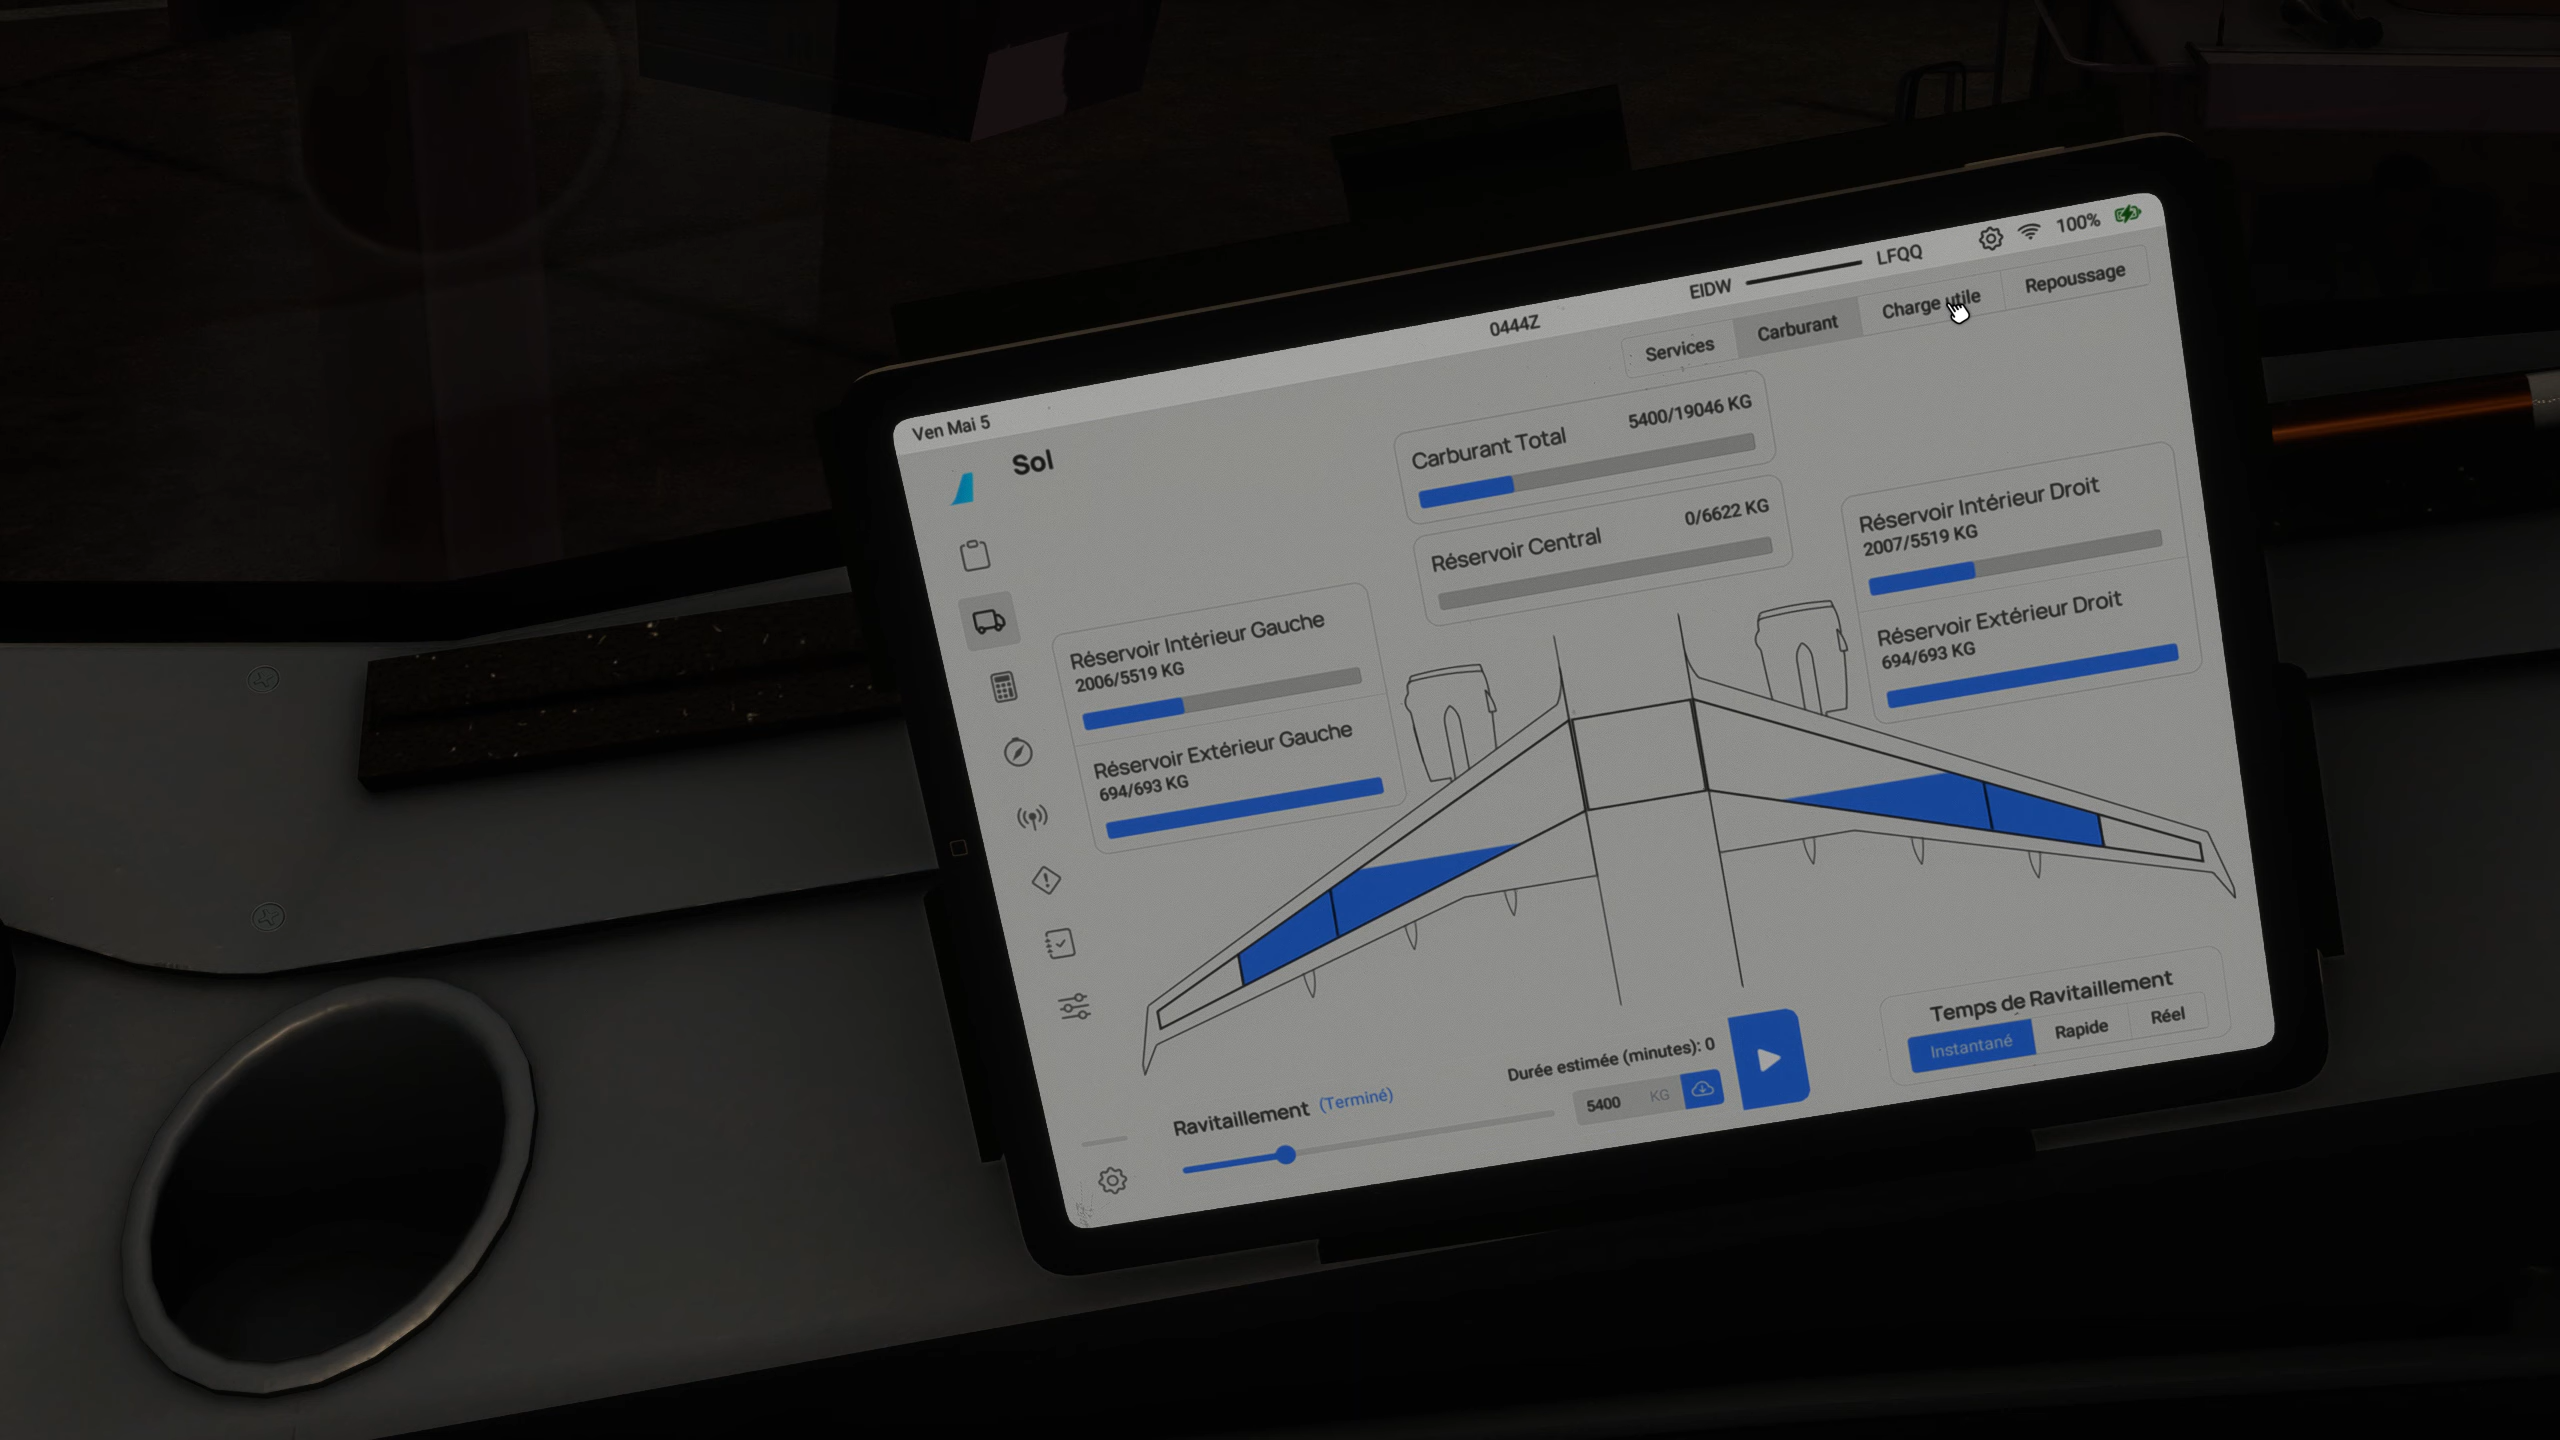 Ven Mai 5
0444Z
EIDW
LFQQ
100%
Sol
Services
Carburant
Charge utile
Repoussage
Carburant Total
5400/19046 KG
Réservoir Central
0/6622 KG
Réservoir Intérieur Gauche
2006/5519 KG
Réservoir Extérieur Gauche
694/693 KG
Réservoir Intérieur Droit
2007/5519 KG
Réservoir Extérieur Droit
694/693 KG
Ravitaillement (Terminé)
Durée estimée (minutes): 0
5400 KG
Temps de Ravitaillement
Instantané
Rapide
Réel